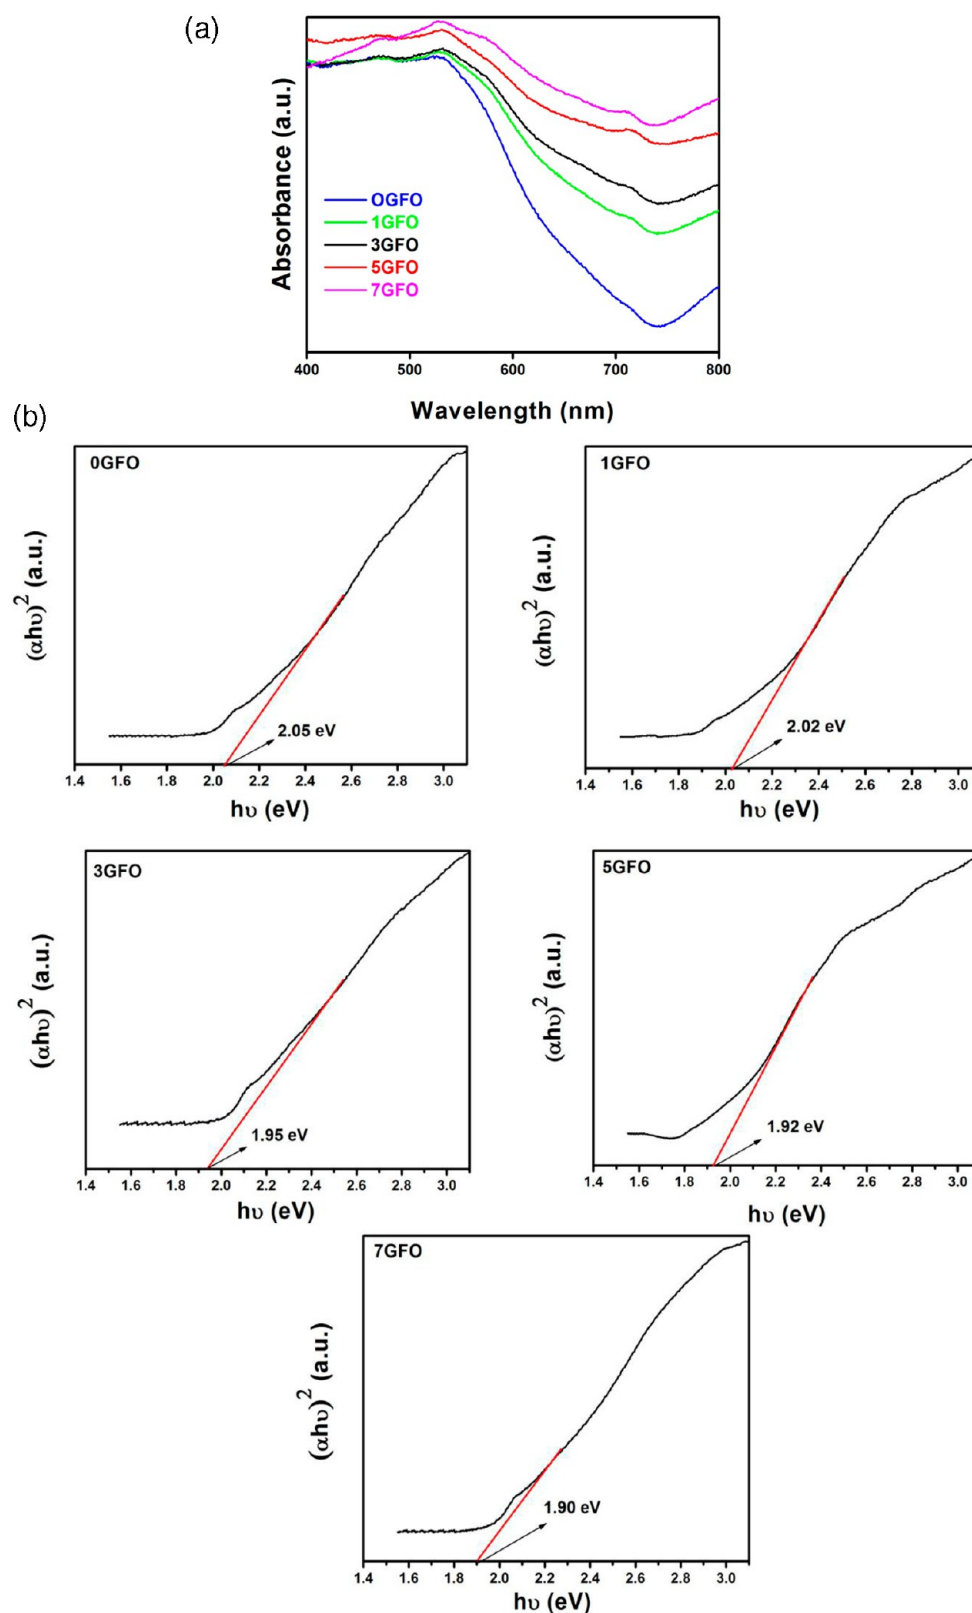 (a)
Absorbance (a.u.)
OGFO
1GFO
3GFO
5GFO
7GFO
400 500 600 700 800
Wavelength (nm)
(b)
0GFO
(αhυ)² (a.u.)
2.05 eV
1.4 1.6 1.8 2.0 2.2 2.4 2.6 2.8 3.0
hυ (eV)
1GFO
(αhυ)² (a.u.)
2.02 eV
1.4 1.6 1.8 2.0 2.2 2.4 2.6 2.8 3.0
hυ (eV)
3GFO
(αhυ)² (a.u.)
1.95 eV
1.4 1.6 1.8 2.0 2.2 2.4 2.6 2.8 3.0
hυ (eV)
5GFO
(αhυ)² (a.u.)
1.92 eV
1.4 1.6 1.8 2.0 2.2 2.4 2.6 2.8 3.0
hυ (eV)
7GFO
(αhυ)² (a.u.)
1.90 eV
1.4 1.6 1.8 2.0 2.2 2.4 2.6 2.8 3.0
hυ (eV)